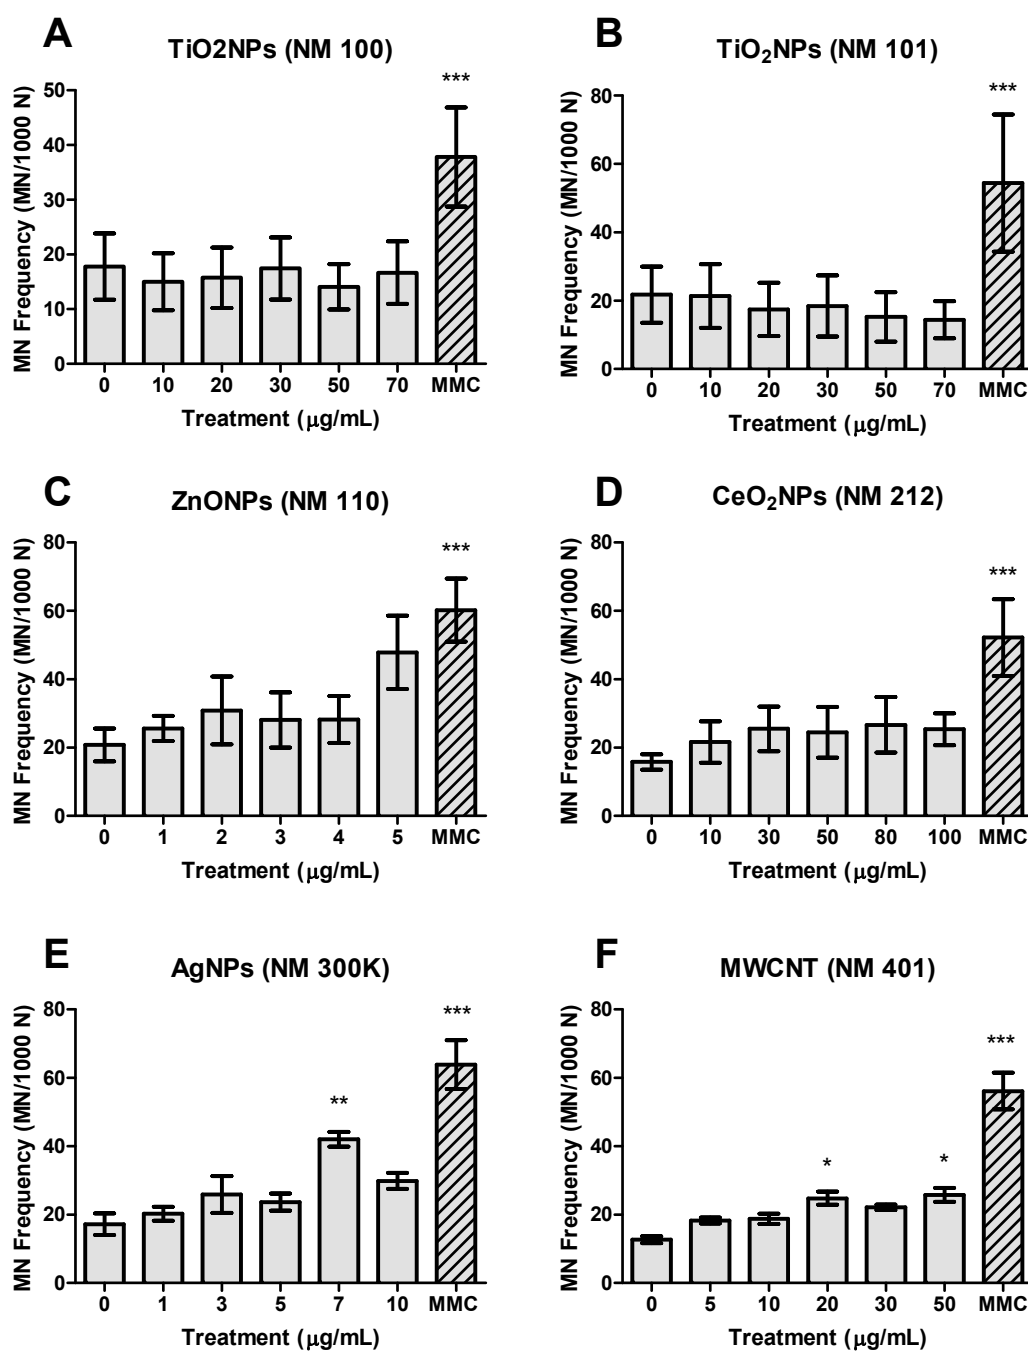 A
TiO2NPs (NM 100)
MN Frequency (MN/1000 N)
50
40
30
20
10
0
***
0 10 20 30 50 70 MMC
Treatment (μg/mL)
B
TiO₂NPs (NM 101)
MN Frequency (MN/1000 N)
80
60
40
20
0
***
0 10 20 30 50 70 MMC
Treatment (μg/mL)
C
ZnONPs (NM 110)
MN Frequency (MN/1000 N)
80
60
40
20
0
***
0 1 2 3 4 5 MMC
Treatment (μg/mL)
D
CeO₂NPs (NM 212)
MN Frequency (MN/1000 N)
80
60
40
20
0
***
0 10 30 50 80 100 MMC
Treatment (μg/mL)
E
AgNPs (NM 300K)
MN Frequency (MN/1000 N)
80
60
40
20
0
** ***
0 1 3 5 7 10 MMC
Treatment (μg/mL)
F
MWCNT (NM 401)
MN Frequency (MN/1000 N)
80
60
40
20
0
* * ***
0 5 10 20 30 50 MMC
Treatment (μg/mL)